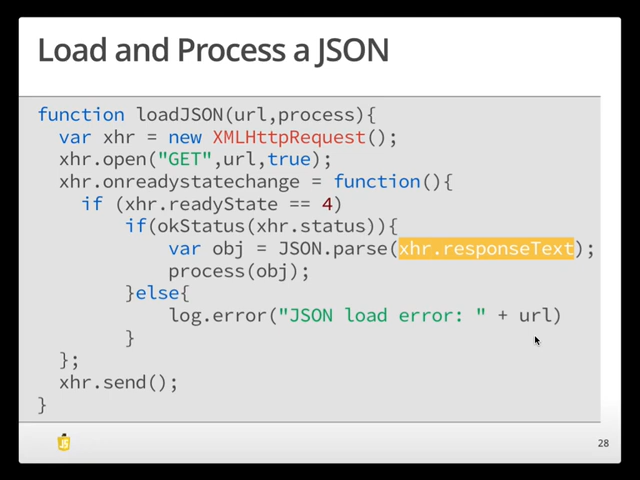 Load and Process a JSON
function loadJSON(url,process){
  var xhr = new XMLHttpRequest();
  xhr.open("GET",url,true);
  xhr.onreadystatechange = function(){
    if (xhr.readyState == 4)
        if(okStatus(xhr.status)){
            var obj = JSON.parse(xhr.responseText);
            process(obj);
        }else{
            log.error("JSON load error: " + url)
        }
  };
  xhr.send();
}
JS
28